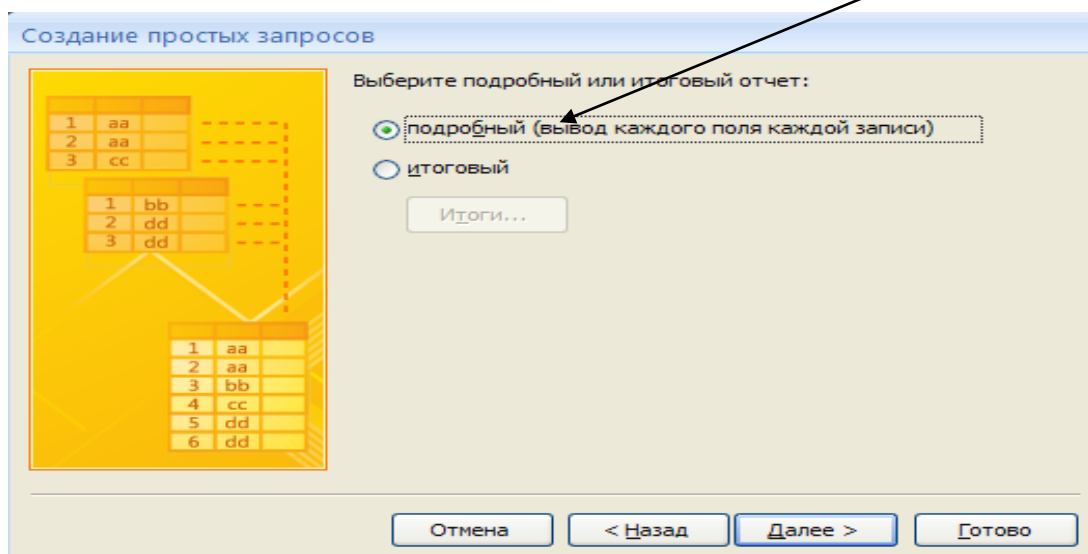 Создание простых запросов
Выберите подробный или итоговый отчет:
подробный (вывод каждого поля каждой записи)
итоговый
Итоги...
1 aa
2 aa
3 cc
1 bb
2 dd
3 dd
1 aa
2 aa
3 bb
4 cc
5 dd
6 dd
Отмена < Назад Далее > Готово